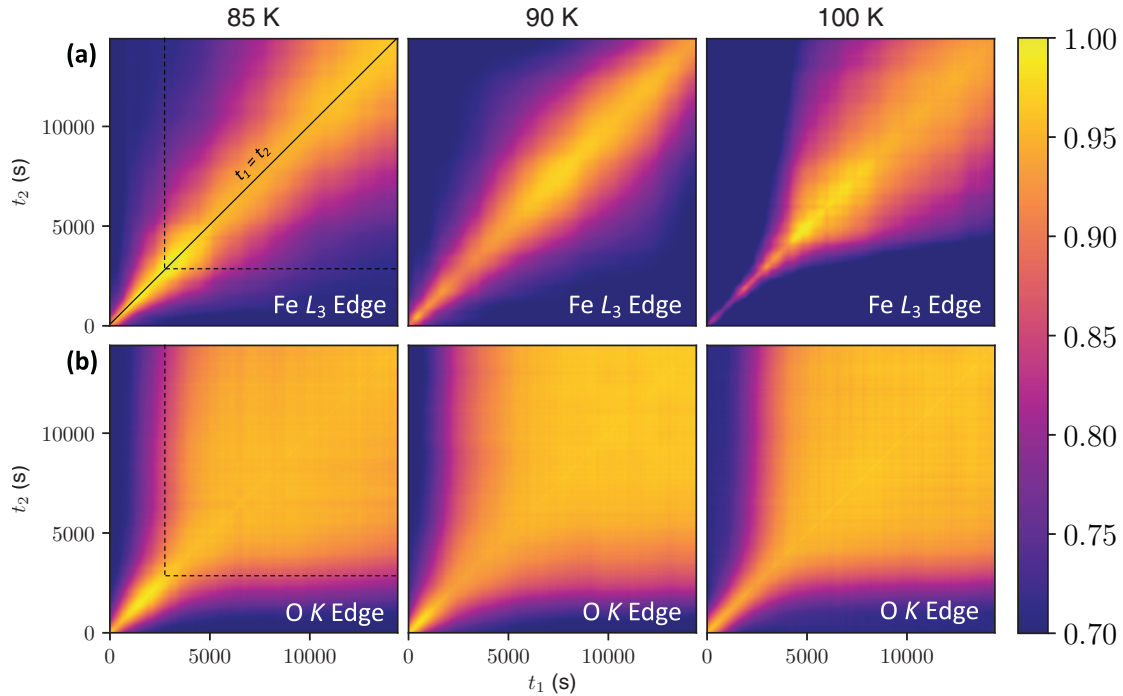 85 K 90 K 100 K
(a)
t₂ (s)
10000
5000
0
t₁ = t₂
Fe L₃ Edge Fe L₃ Edge Fe L₃ Edge
(b)
t₂ (s)
10000
5000
0
O K Edge O K Edge O K Edge
0 5000 10000 0 5000 10000 0 5000 10000
t₁ (s)
1.00
0.95
0.90
0.85
0.80
0.75
0.70